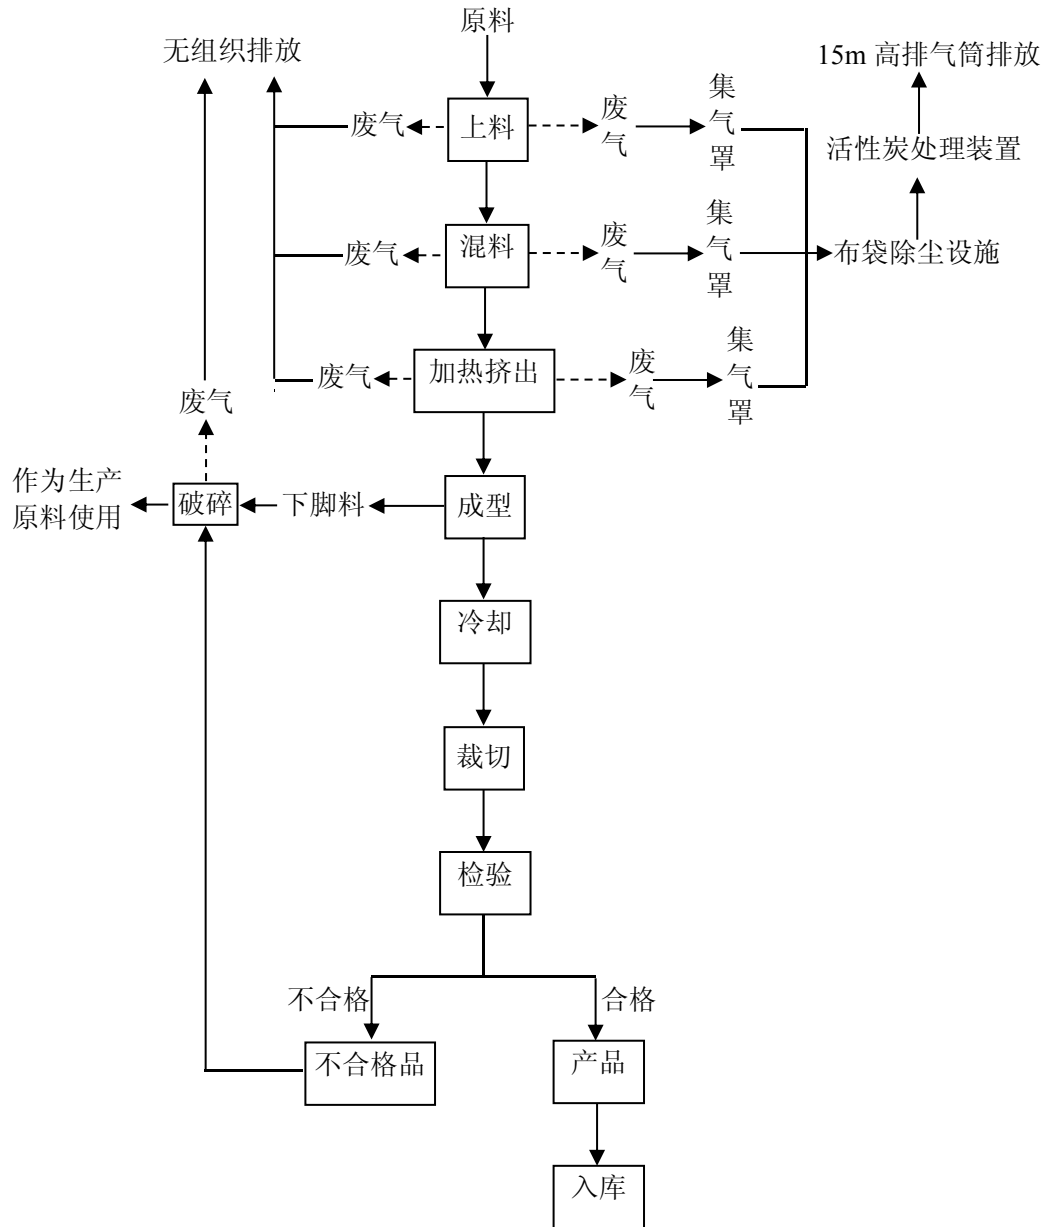 原料
无组织排放
15m 高排气筒排放
废气
上料
废
气
集
气
罩
活性炭处理装置
废气
混料
废
气
集
气
罩
布袋除尘设施
废气
加热挤出
废
气
集
气
罩
废气
作为生产
原料使用
破碎
下脚料
成型
冷却
裁切
检验
不合格
合格
不合格品
产品
入库